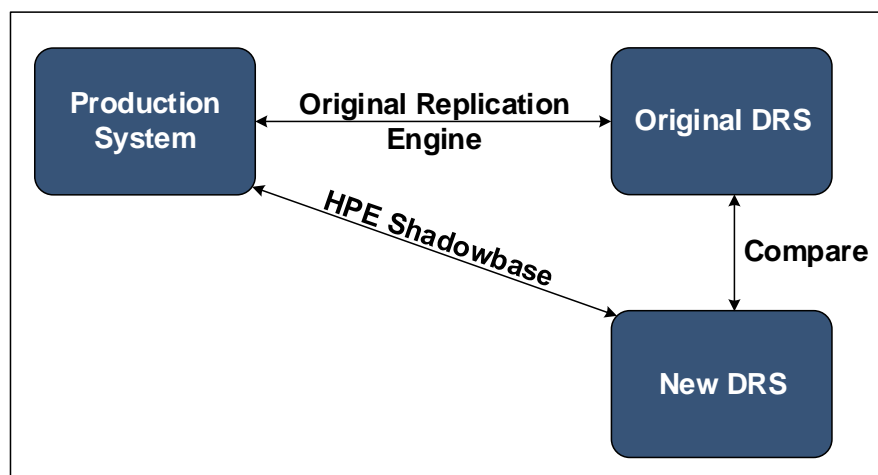 Production
System
Original Replication
Engine
Original DRS
HPE Shadowbase
Compare
New DRS